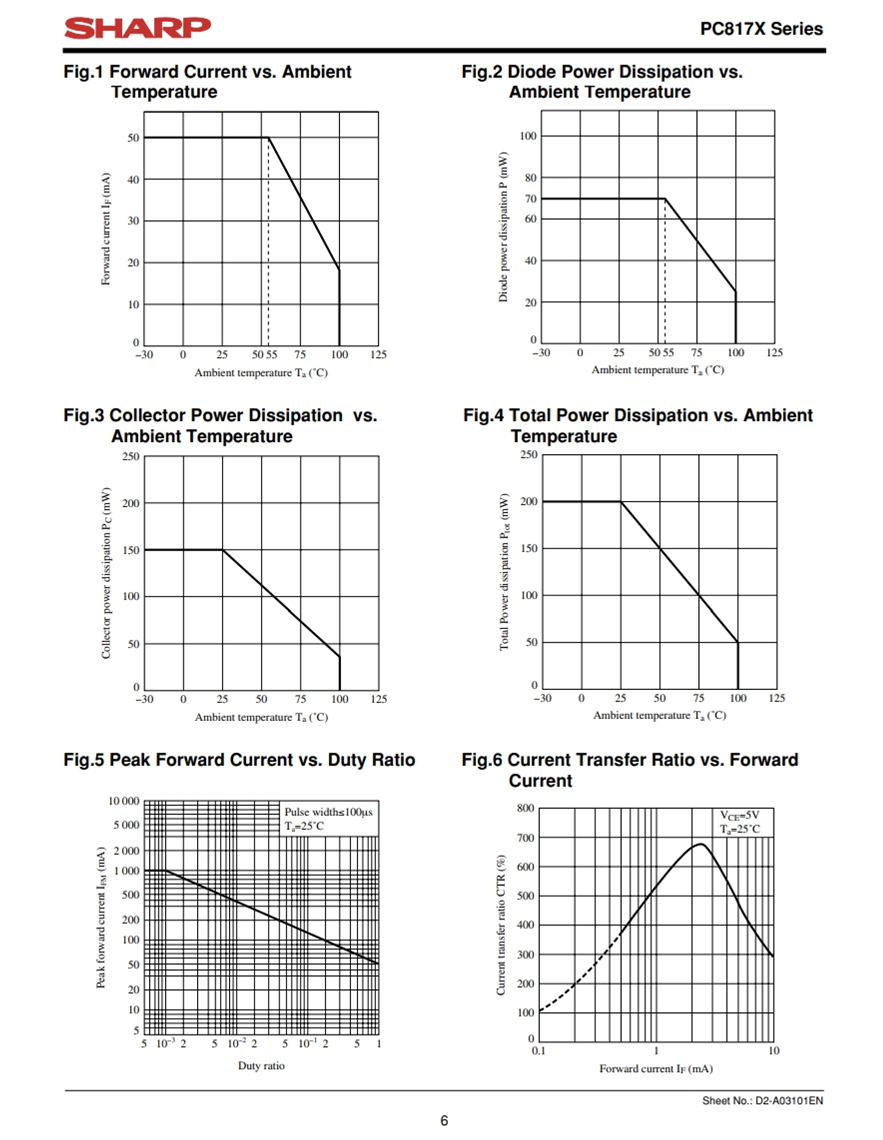 SHARP
PC817X Series
Fig.1 Forward Current vs. Ambient
Temperature
Forward current IF (mA)
50
40
30
20
10
0
−30 0 25 50 55 75 100 125
Ambient temperature Ta (˚C)
Fig.2 Diode Power Dissipation vs.
Ambient Temperature
Diode power dissipation P (mW)
100
80
70
60
40
20
0
−30 0 25 50 55 75 100 125
Ambient temperature Ta (˚C)
Fig.3 Collector Power Dissipation vs.
Ambient Temperature
Collector power dissipation PC (mW)
250
200
150
100
50
0
−30 0 25 50 75 100 125
Ambient temperature Ta (˚C)
Fig.4 Total Power Dissipation vs. Ambient
Temperature
Total Power dissipation Ptot (mW)
250
200
150
100
50
0
−30 0 25 50 75 100 125
Ambient temperature Ta (˚C)
Fig.5 Peak Forward Current vs. Duty Ratio
Peak forward current IFM (mA)
10 000
5 000
2 000
1 000
500
200
100
50
20
10
5
Pulse width≤100μs
Ta=25˚C
5 10−3 2 5 10−2 2 5 10−1 2 5 1
Duty ratio
Fig.6 Current Transfer Ratio vs. Forward
Current
Current transfer ratio CTR (%)
800
700
600
500
400
300
200
100
0
VCE=5V
Ta=25˚C
0.1 1 10
Forward current IF (mA)
Sheet No.: D2-A03101EN
6